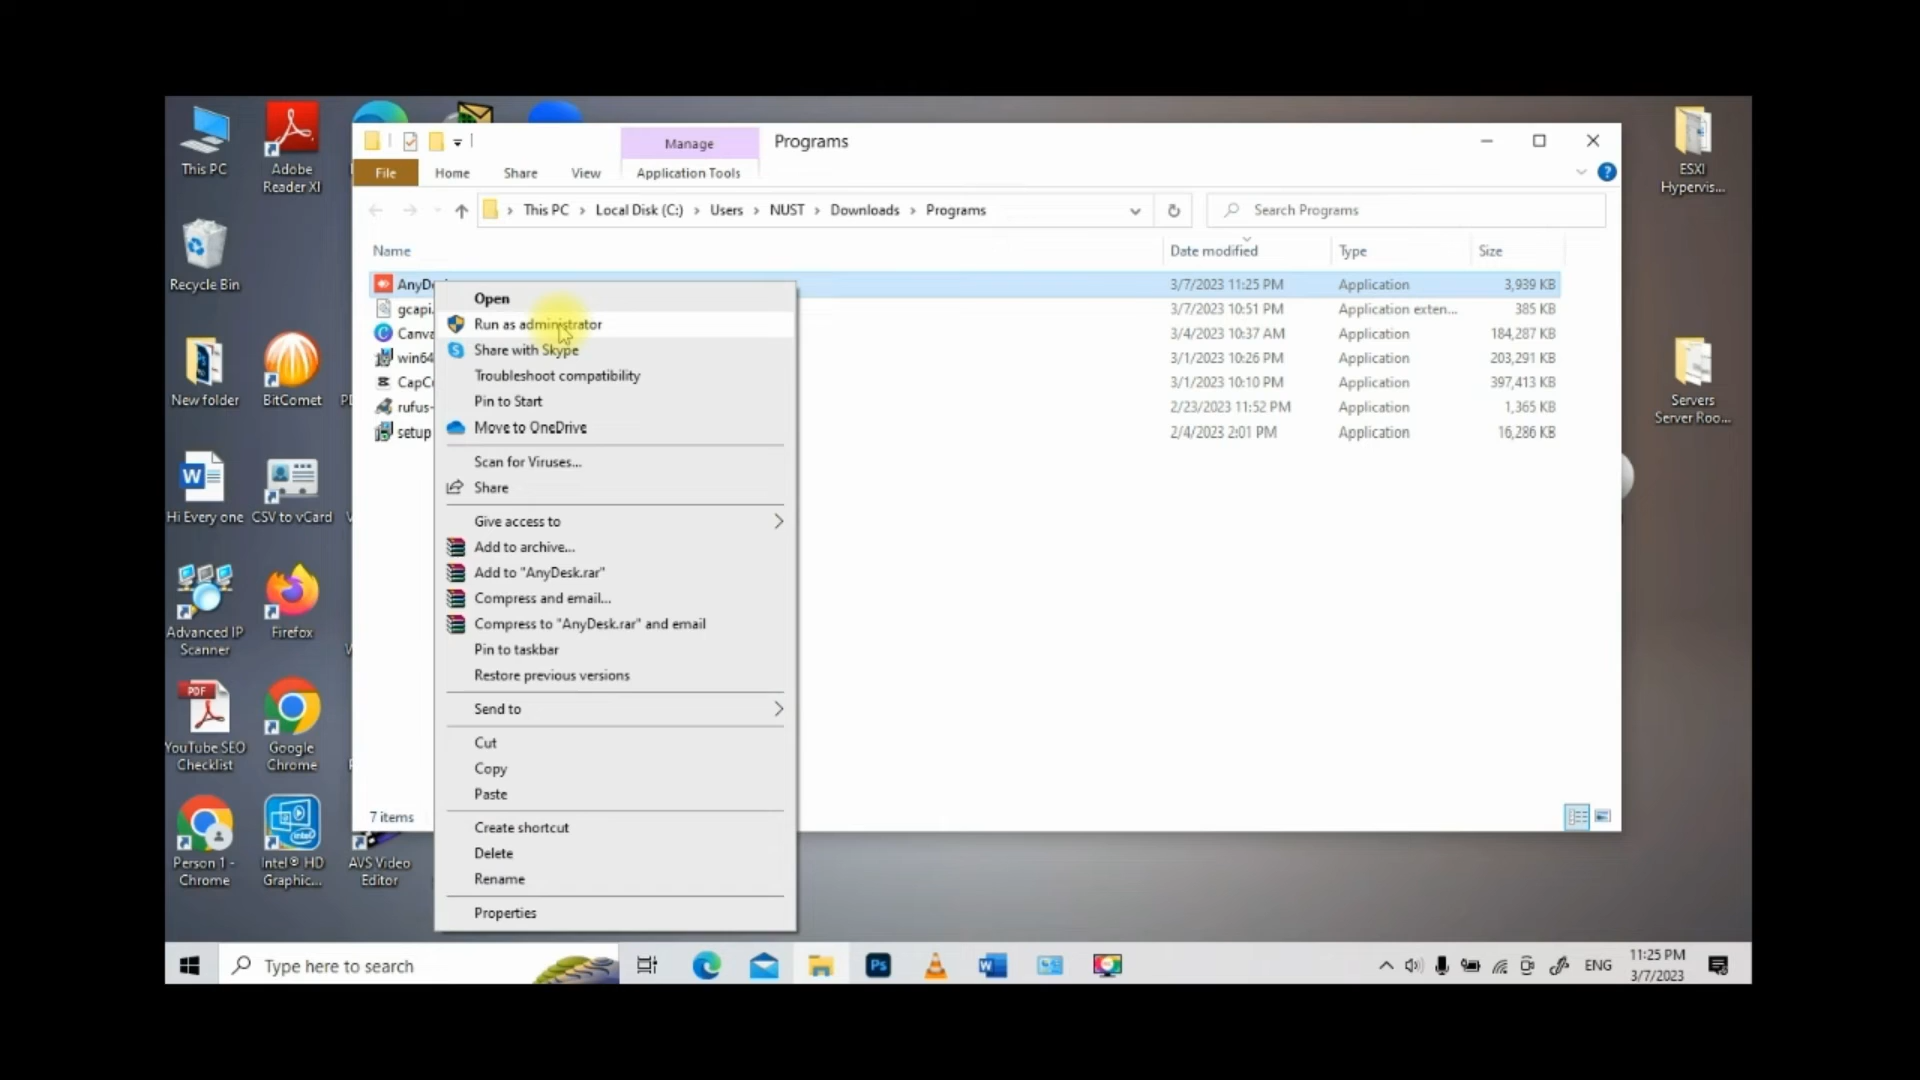 Manage
Programs
File
Home
Share
View
Application Tools
This PC
Local Disk (C:)
Users
NUST
Downloads
Programs
Search Programs
Name
Date modified
Type
Size
3/7/2023 11:25 PM
Application
3,939 KB
3/7/2023 10:51 PM
Application exten...
385 KB
3/4/2023 10:37 AM
Application
184,287 KB
3/1/2023 10:26 PM
Application
203,291 KB
3/1/2023 10:10 PM
Application
397,413 KB
rufus-
2/23/2023 11:52 PM
Application
1,365 KB
setup
2/4/2023 2:01 PM
Application
16,286 KB
Open
Run as administrator
Share with Skype
Troubleshoot compatibility
Pin to Start
Move to OneDrive
Scan for Viruses...
Share
Give access to
Add to archive...
Add to "AnyDesk.rar"
Compress and email...
Compress to "AnyDesk.rar" and email
Pin to taskbar
Restore previous versions
Send to
Cut
Copy
Paste
Create shortcut
Delete
Rename
Properties
7 items
This PC
Adobe
Reader XI
Recycle Bin
New folder
BitComet
Hi Every one
CSV to vCard
Advanced IP
Scanner
Firefox
PDF
YouTube SEO
Checklist
Google
Chrome
Person 1 -
Chrome
Intel® HD
Graphic...
AVS Video
Editor
ESXI
Hypervis...
Servers
Server Roo...
Type here to search
Ps
ENG
11:25 PM
3/7/2023